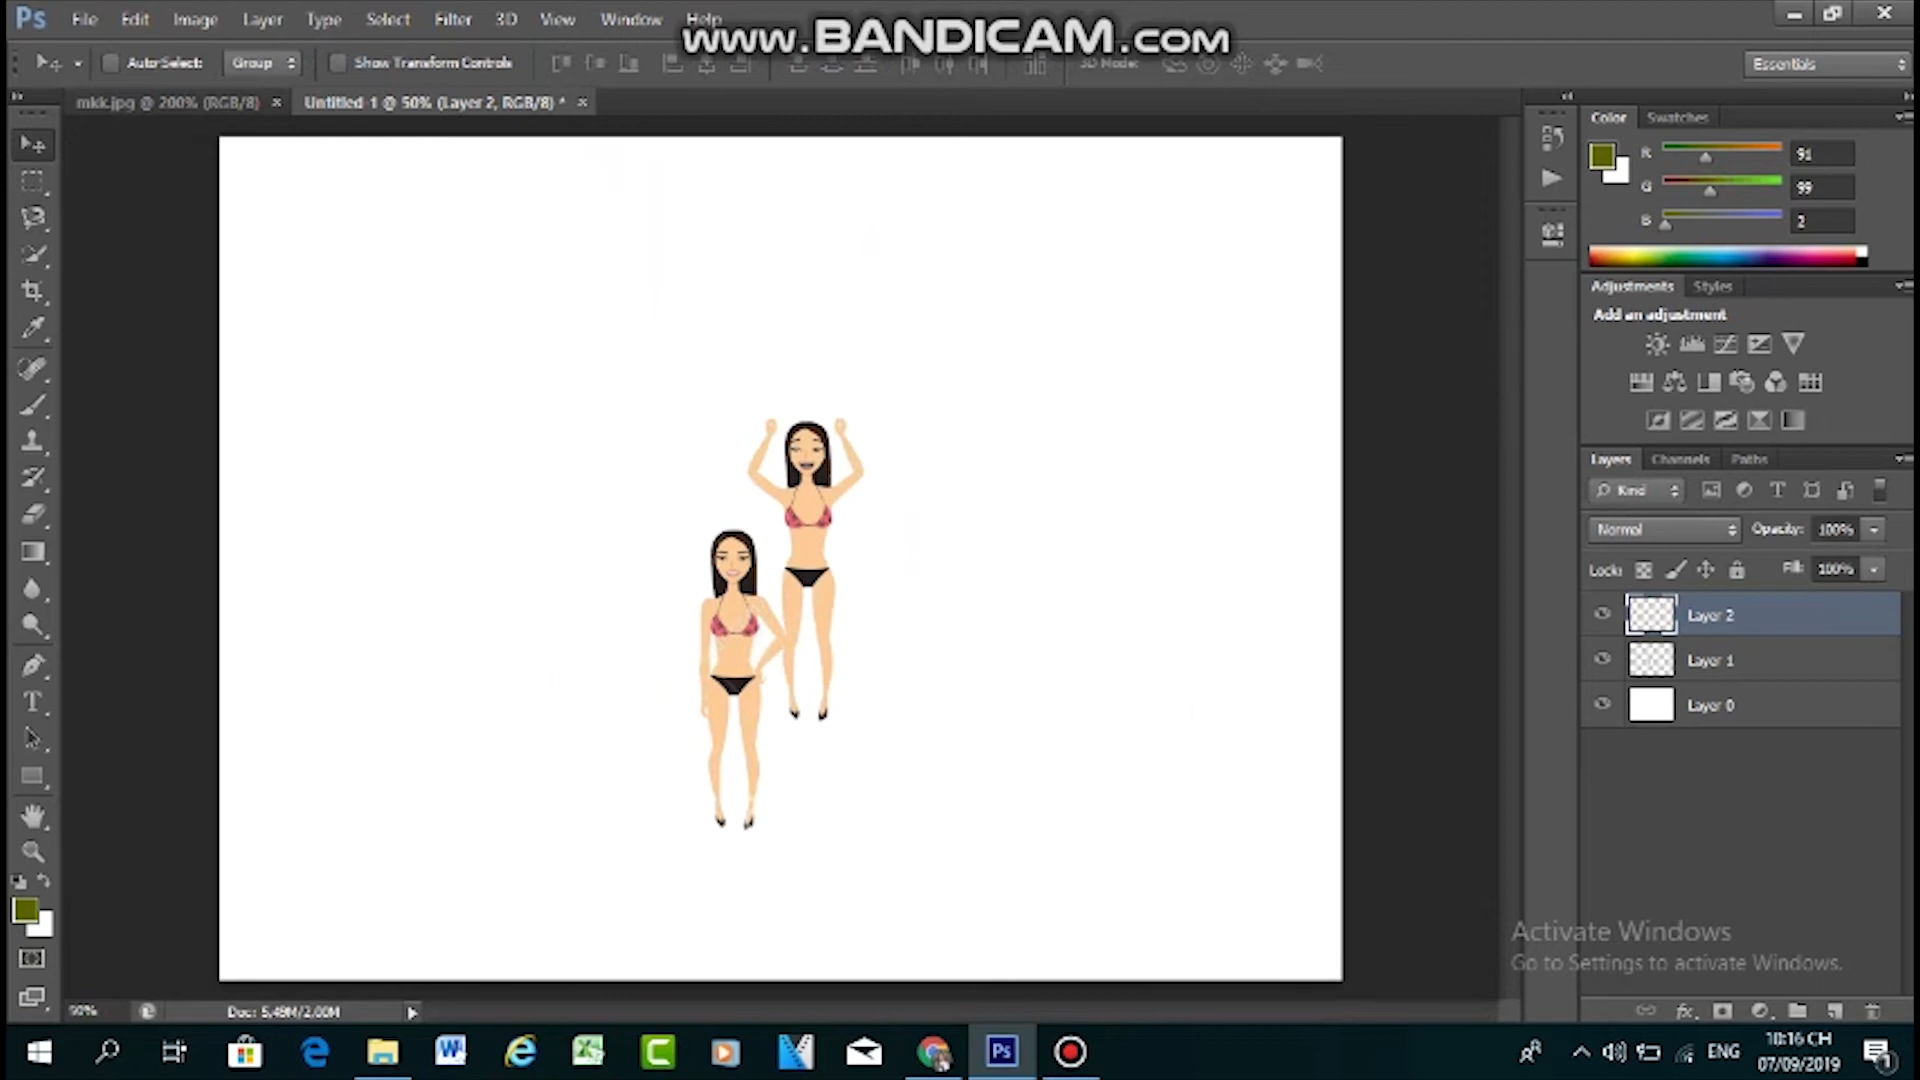 Ps File Edit Image Layer Type Select Filter 3D View Window Help
www.BANDICAM.com
Auto-Select: Group Show Transform Controls 3D Mode: Essentials
mkk.jpg @ 200% (RGB/8) × Untitled-1 @ 50% (Layer 2, RGB/8) * ×
Color Swatches
R 91
G 99
B 2
Adjustments Styles
Add an adjustment
Layers Channels Paths
Kind
Normal Opacity: 100%
Lock: Fill: 100%
Layer 2
Layer 1
Layer 0
Activate Windows
Go to Settings to activate Windows.
50% Doc: 5.49M/2.00M
ENG 10:16 CH
07/09/2019